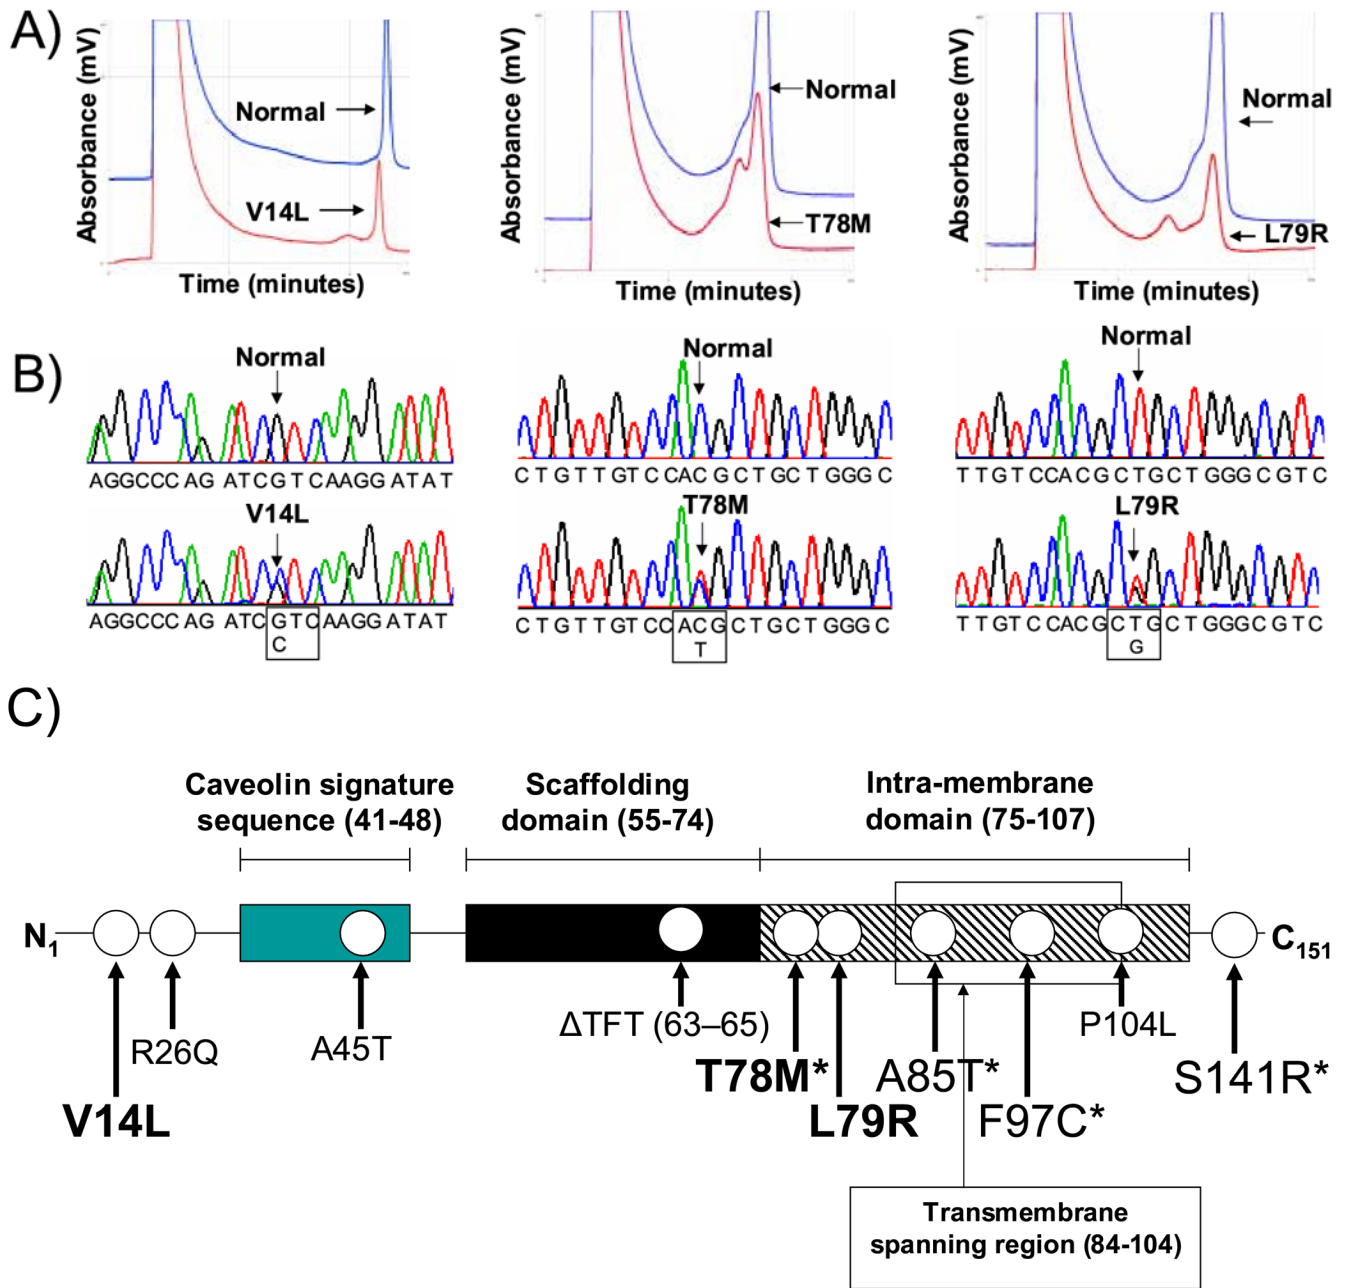 A)
Absorbance (mV)
Normal
V14L
Time (minutes)
Absorbance (mV)
Normal
T78M
Time (minutes)
Absorbance (mV)
Normal
L79R
Time (minutes)
B)
Normal
AGGCCCAG ATCGTCAAGGATAT
V14L
AGGCCCAG ATCGTCAAGGATAT
C
Normal
CTGTTGTCCACGCTGCTGGGC
T78M
CTGTTGTCCACGCTGCTGGGC
T
Normal
TTGTCCACGCTGCTGGGCGTC
L79R
TTGTCCACGCTGCTGGGCGTC
G
C)
Caveolin signature
sequence (41-48)
Scaffolding
domain (55-74)
Intra-membrane
domain (75-107)
N1
C151
R26Q
A45T
ΔTFT (63–65)
P104L
T78M*
A85T*
S141R*
V14L
L79R
F97C*
Transmembrane
spanning region (84-104)